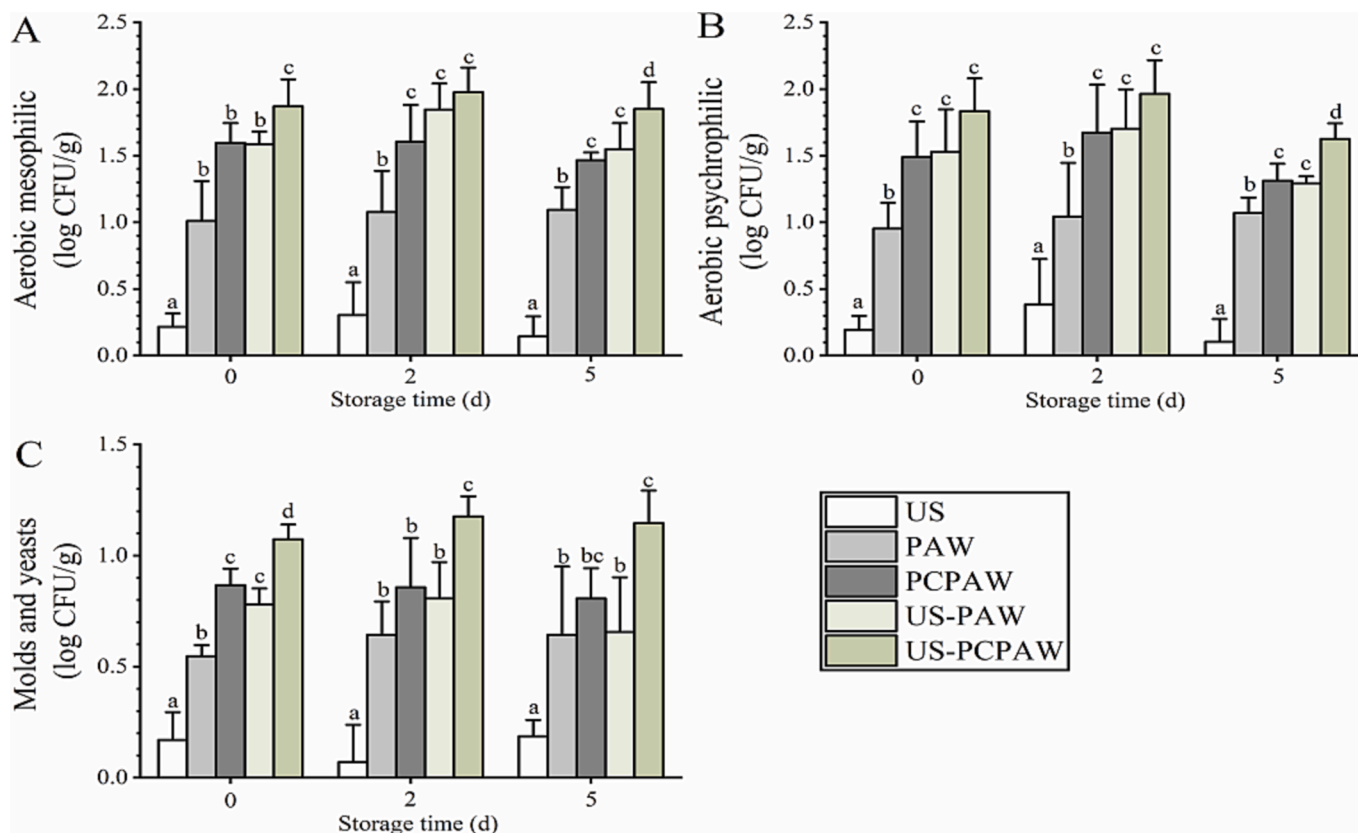 A
Aerobic mesophilic
(log CFU/g)
2.5
2.0
1.5
1.0
0.5
0.0
a b b b c
a b c c c
a b c c d
0 2 5
Storage time (d)
B
Aerobic psychrophilic
(log CFU/g)
2.5
2.0
1.5
1.0
0.5
0.0
a b c c c
a b c c c
a b c c d
0 2 5
Storage time (d)
C
Molds and yeasts
(log CFU/g)
1.5
1.0
0.5
0.0
a b c c d
a b b b c
a b bc b c
0 2 5
Storage time (d)
US
PAW
PCPAW
US-PAW
US-PCPAW